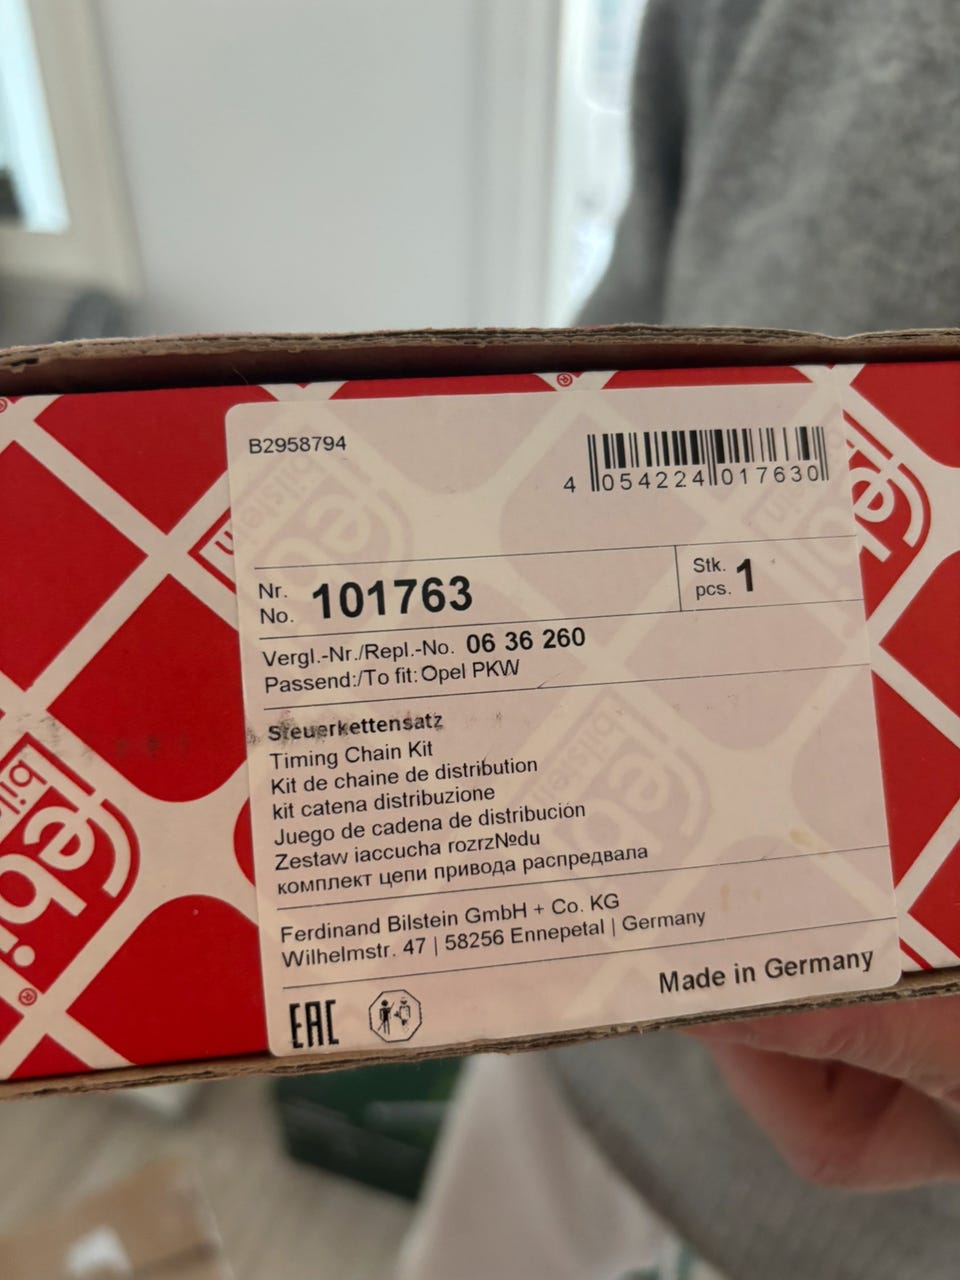 B2958794
4 054224 017630
Nr.
No. 101763
Stk.
pcs. 1
Vergl.-Nr./Repl.-No. 06 36 260
Passend:/To fit: Opel PKW
Steuerkettensatz
Timing Chain Kit
Kit de chaine de distribution
kit catena distribuzione
Juego de cadena de distribución
Zestaw iaccucha rozrz№du
комплект цепи привода распредвала
Ferdinand Bilstein GmbH + Co. KG
Wilhelmstr. 47 | 58256 Ennepetal | Germany
Made in Germany
EAC
febi
bilstein
®